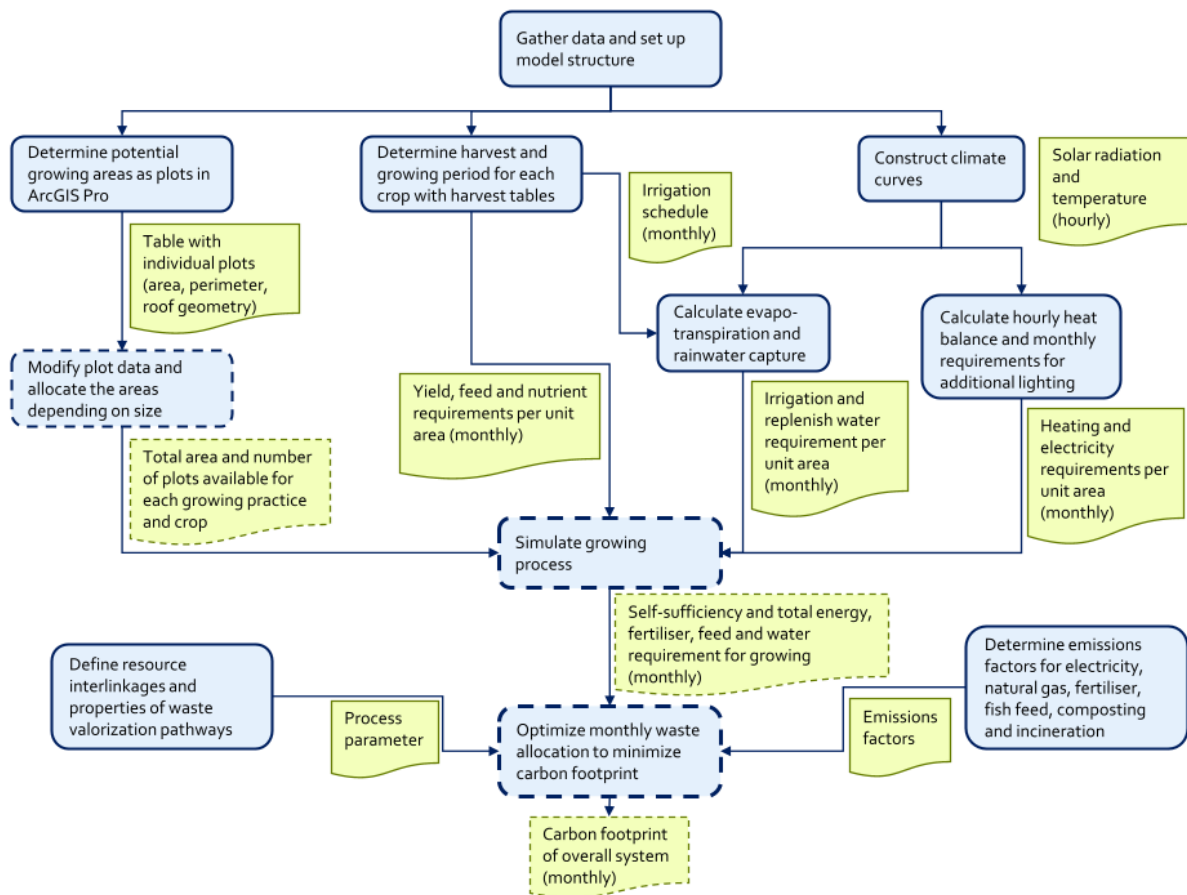 Gather data and set up
model structure
Determine potential
growing areas as plots in
ArcGIS Pro
Determine harvest and
growing period for each
crop with harvest tables
Construct climate
curves
Solar radiation
and
temperature
(hourly)
Irrigation
schedule
(monthly)
Table with
individual plots
(area, perimeter,
roof geometry)
Calculate evapo-
transpiration and
rainwater capture
Calculate hourly heat
balance and monthly
requirements for
additional lighting
Modify plot data and
allocate the areas
depending on size
Yield, feed and nutrient
requirements per unit
area (monthly)
Irrigation and
replenish water
requirement per
unit area
(monthly)
Heating and
electricity
requirements per
unit area
(monthly)
Total area and number
of plots available for
each growing practice
and crop
Simulate growing
process
Self-sufficiency and total energy,
fertiliser, feed and water
requirement for growing
(monthly)
Define resource
interlinkages and
properties of waste
valorization pathways
Determine emissions
factors for electricity,
natural gas, fertiliser,
fish feed, composting
and incineration
Process
parameter
Optimize monthly waste
allocation to minimize
carbon footprint
Emissions
factors
Carbon footprint
of overall system
(monthly)